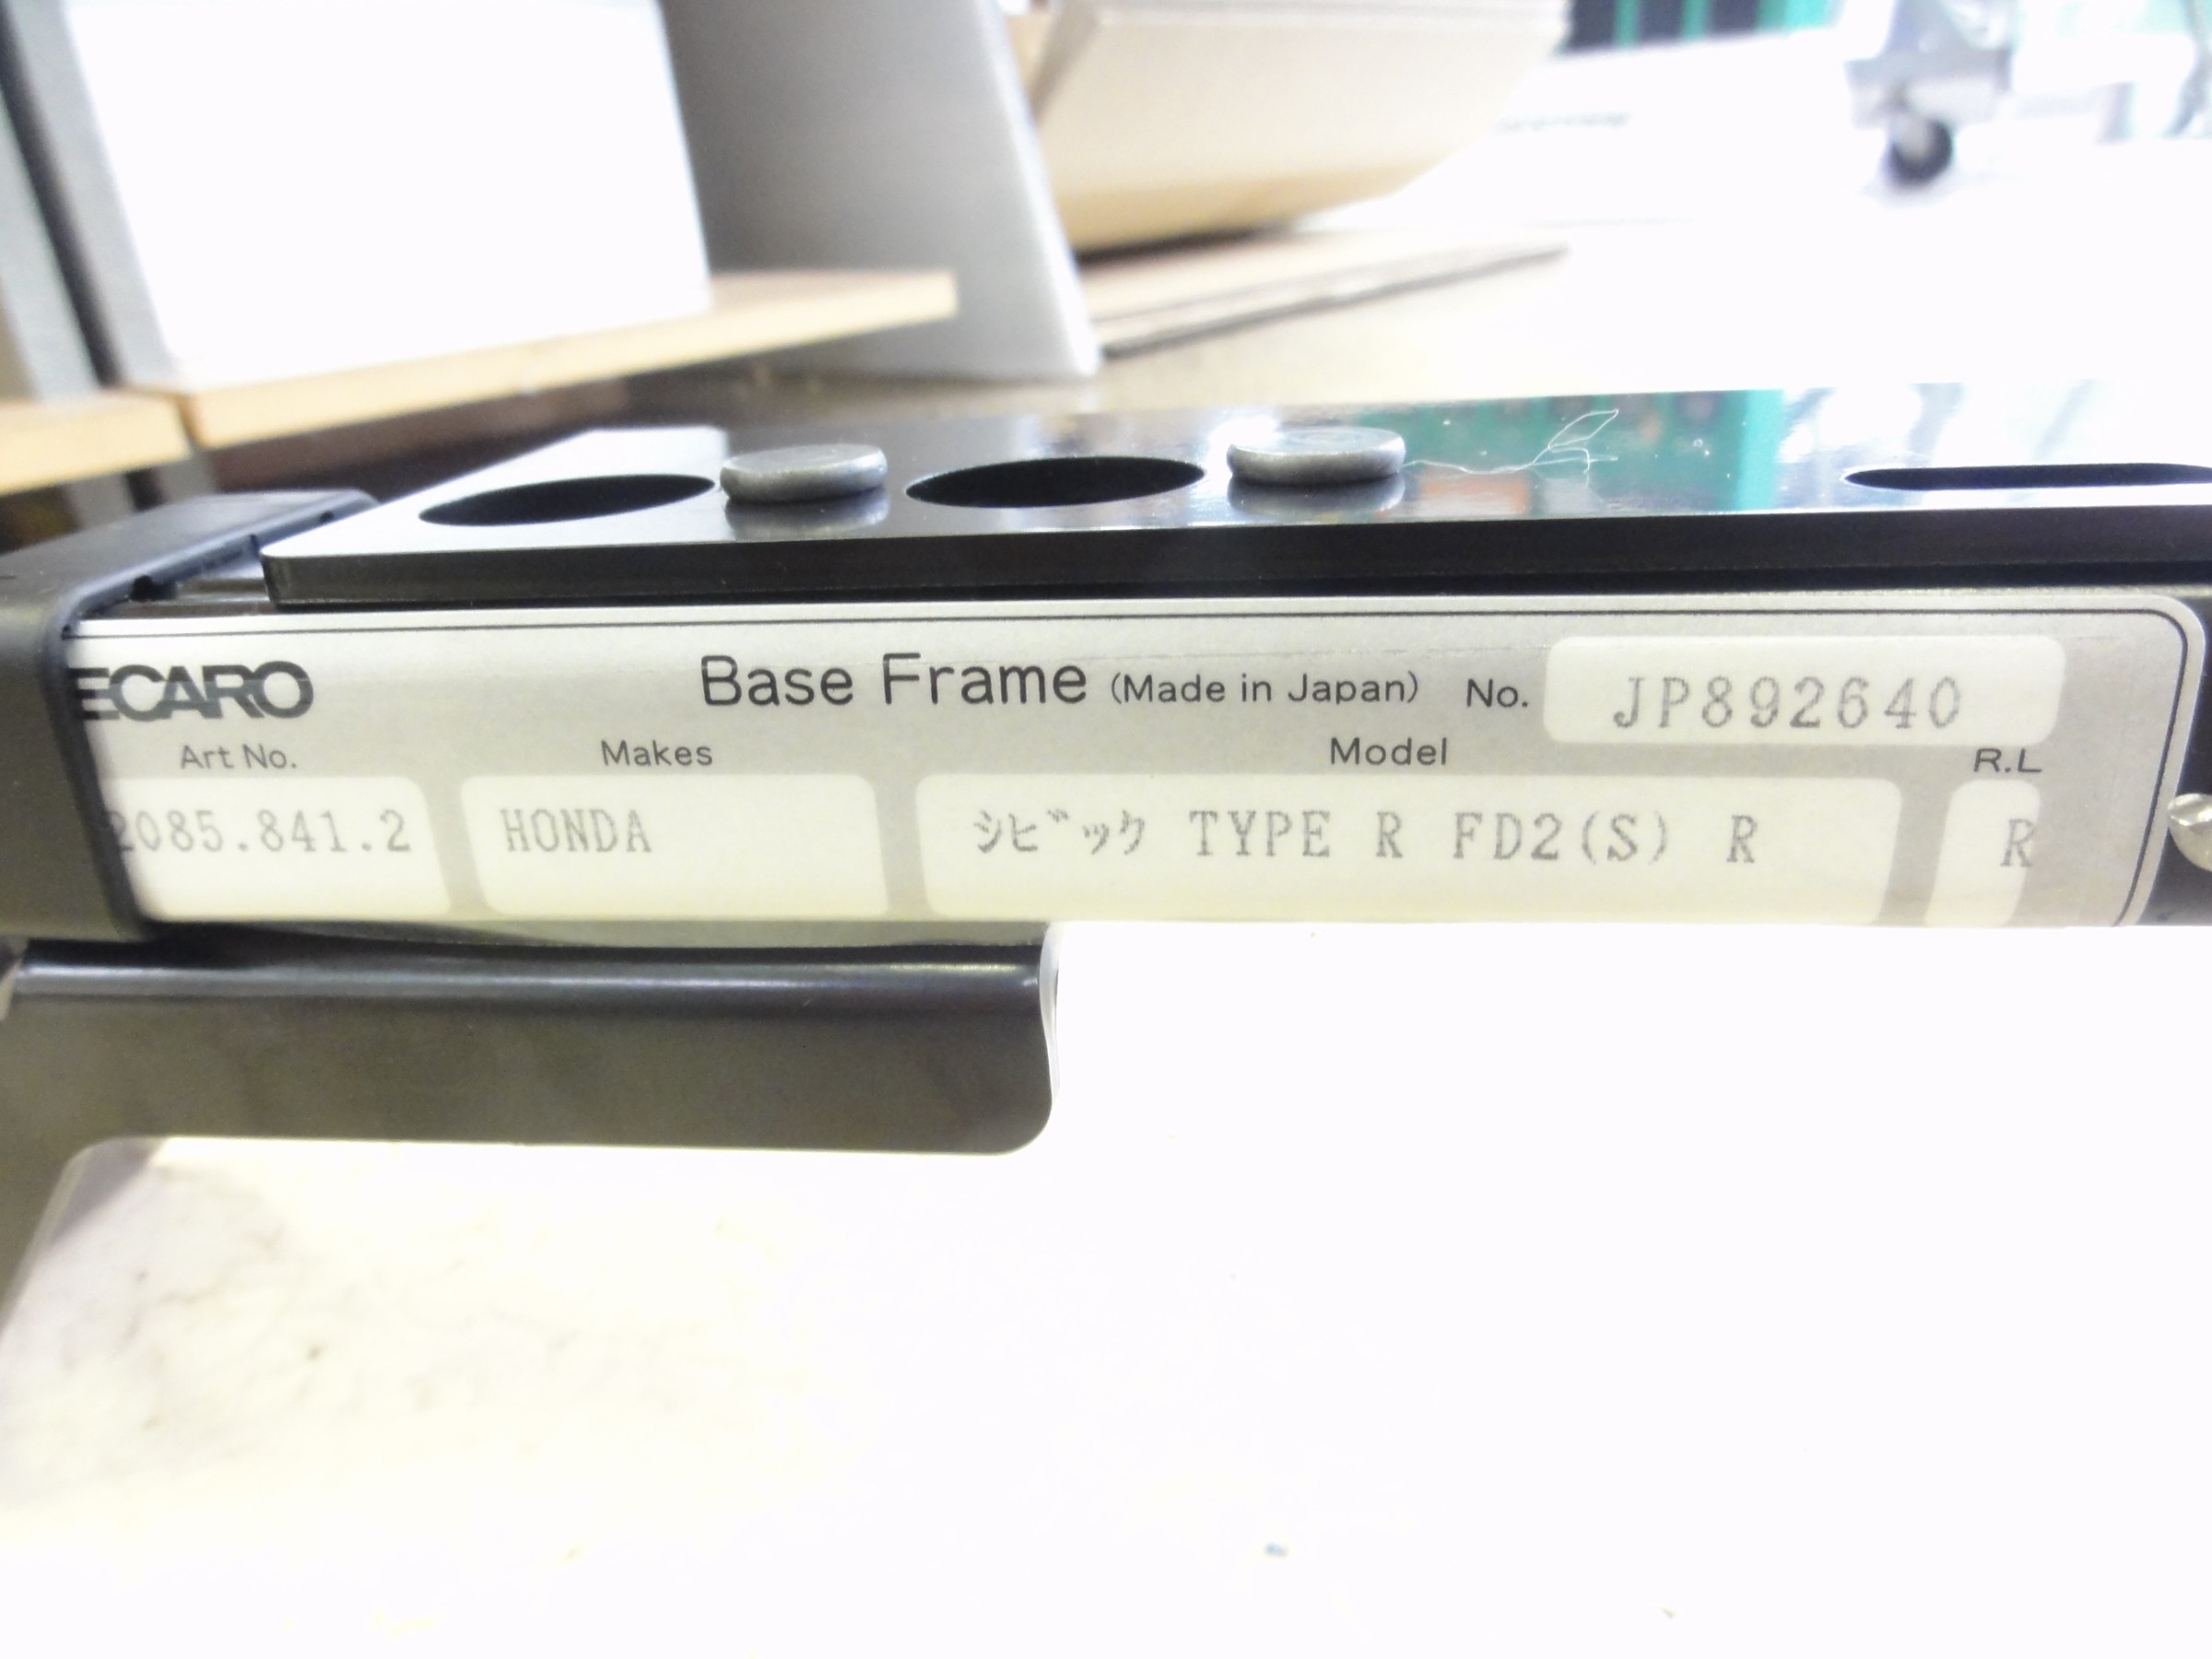 ECARO Base Frame (Made in Japan) No. JP892640
Art No. Makes Model R.L
2085.841.2 HONDA シビック TYPE R FD2(S) R R